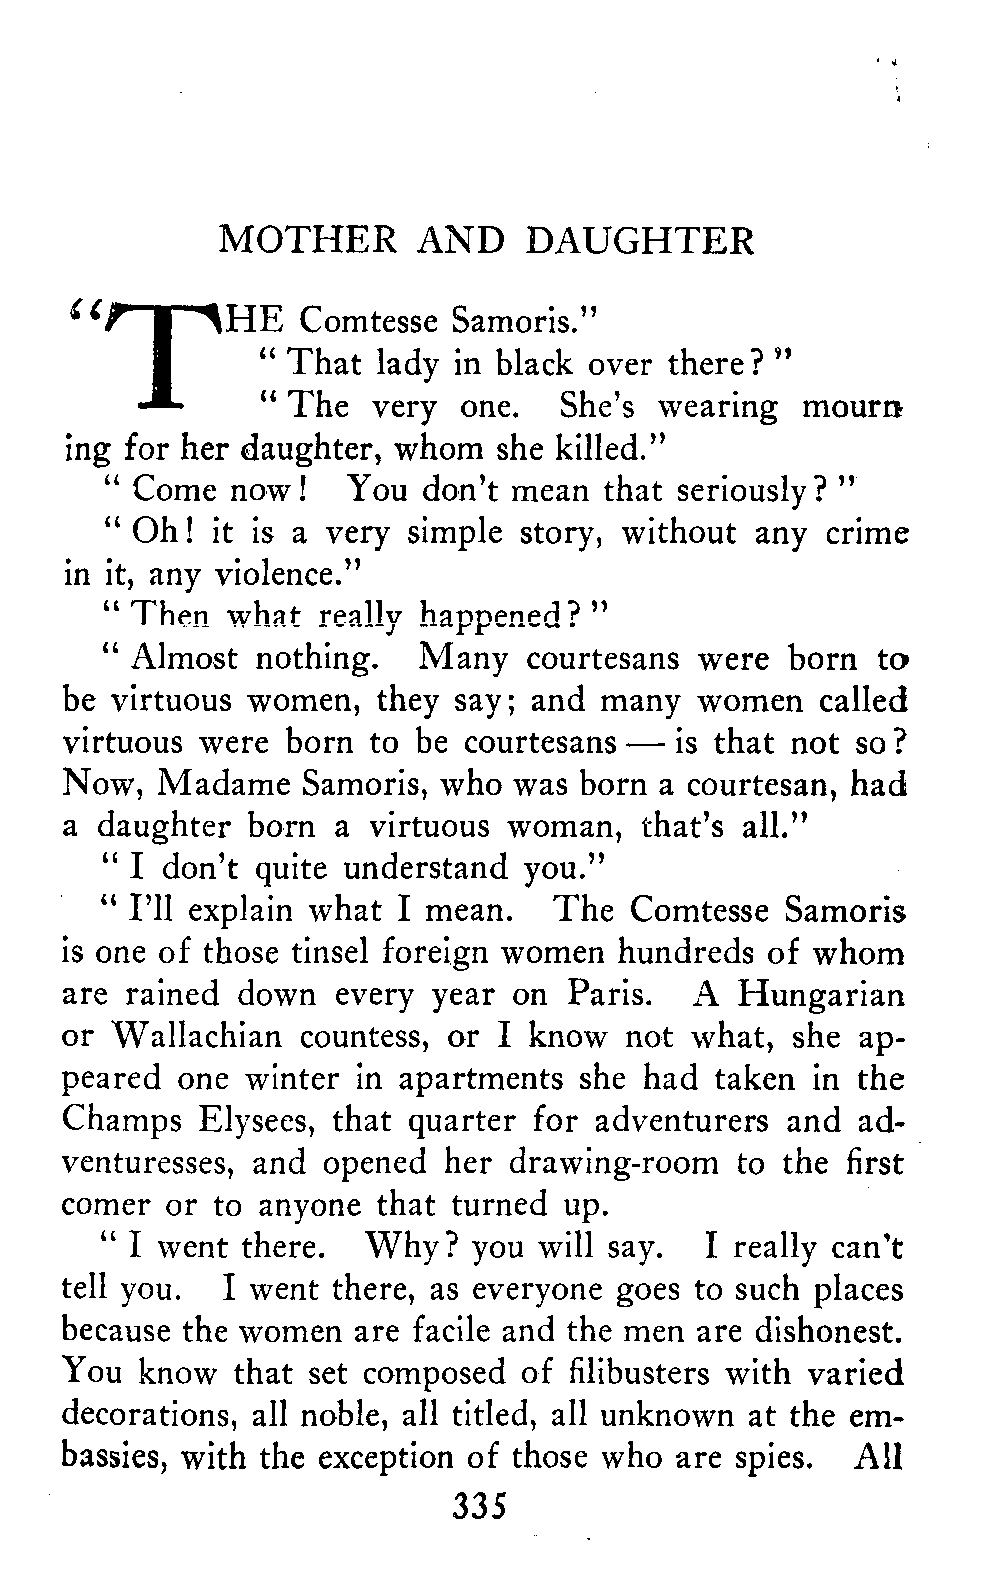 MOTHER AND DAUGHTER
"THE Comtesse Samoris."
"That lady in black over there?"
"The very one. She's wearing mourn
ing for her daughter, whom she killed."
"Come now! You don't mean that seriously?"
"Oh! it is a very simple story, without any crime
in it, any violence."
"Then what really happened?"
"Almost nothing. Many courtesans were born to
be virtuous women, they say; and many women called
virtuous were born to be courtesans — is that not so?
Now, Madame Samoris, who was born a courtesan, had
a daughter born a virtuous woman, that's all."
"I don't quite understand you."
"I'll explain what I mean. The Comtesse Samoris
is one of those tinsel foreign women hundreds of whom
are rained down every year on Paris. A Hungarian
or Wallachian countess, or I know not what, she ap-
peared one winter in apartments she had taken in the
Champs Elysees, that quarter for adventurers and ad-
venturesses, and opened her drawing-room to the first
comer or to anyone that turned up.
"I went there. Why? you will say. I really can't
tell you. I went there, as everyone goes to such places
because the women are facile and the men are dishonest.
You know that set composed of filibusters with varied
decorations, all noble, all titled, all unknown at the em-
bassies, with the exception of those who are spies. All
335